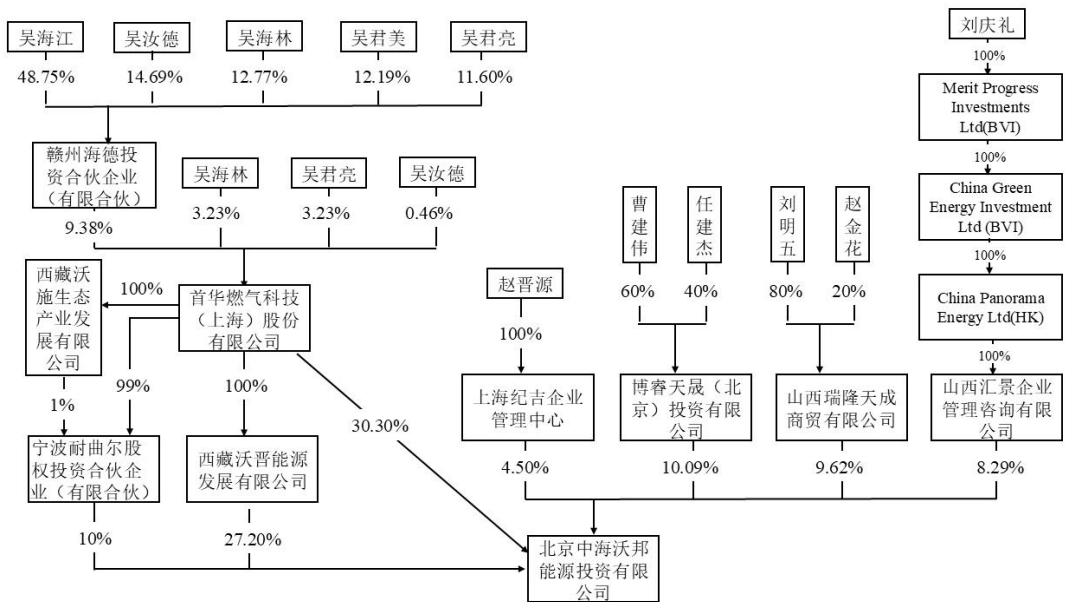 吴海江
吴汝德
吴海林
吴君美
吴君亮
刘庆礼
48.75%
14.69%
12.77%
12.19%
11.60%
100%
Merit Progress
Investments
Ltd(BVI)
100%
China Green
Energy Investment
Ltd (BVI)
100%
China Panorama
Energy Ltd(HK)
100%
赣州海德投
资合伙企业
（有限合伙）
9.38%
吴海林
吴君亮
吴汝德
3.23%
3.23%
0.46%
曹建伟
任建杰
刘明五
赵金花
60%
40%
80%
20%
西藏沃
施生态
产业发
展有限
公司
100%
首华燃气科技
（上海）股份
有限公司
赵晋源
100%
1%
99%
100%
30.30%
上海纪吉企业
管理中心
博睿天晟（北
京）投资有限
公司
山西瑞隆天成
商贸有限公司
山西汇景企业
管理咨询有限
公司
宁波耐曲尔股
权投资合伙企
业（有限合伙）
西藏沃晋能源
发展有限公司
4.50%
10.09%
9.62%
8.29%
10%
27.20%
北京中海沃邦
能源投资有限
公司